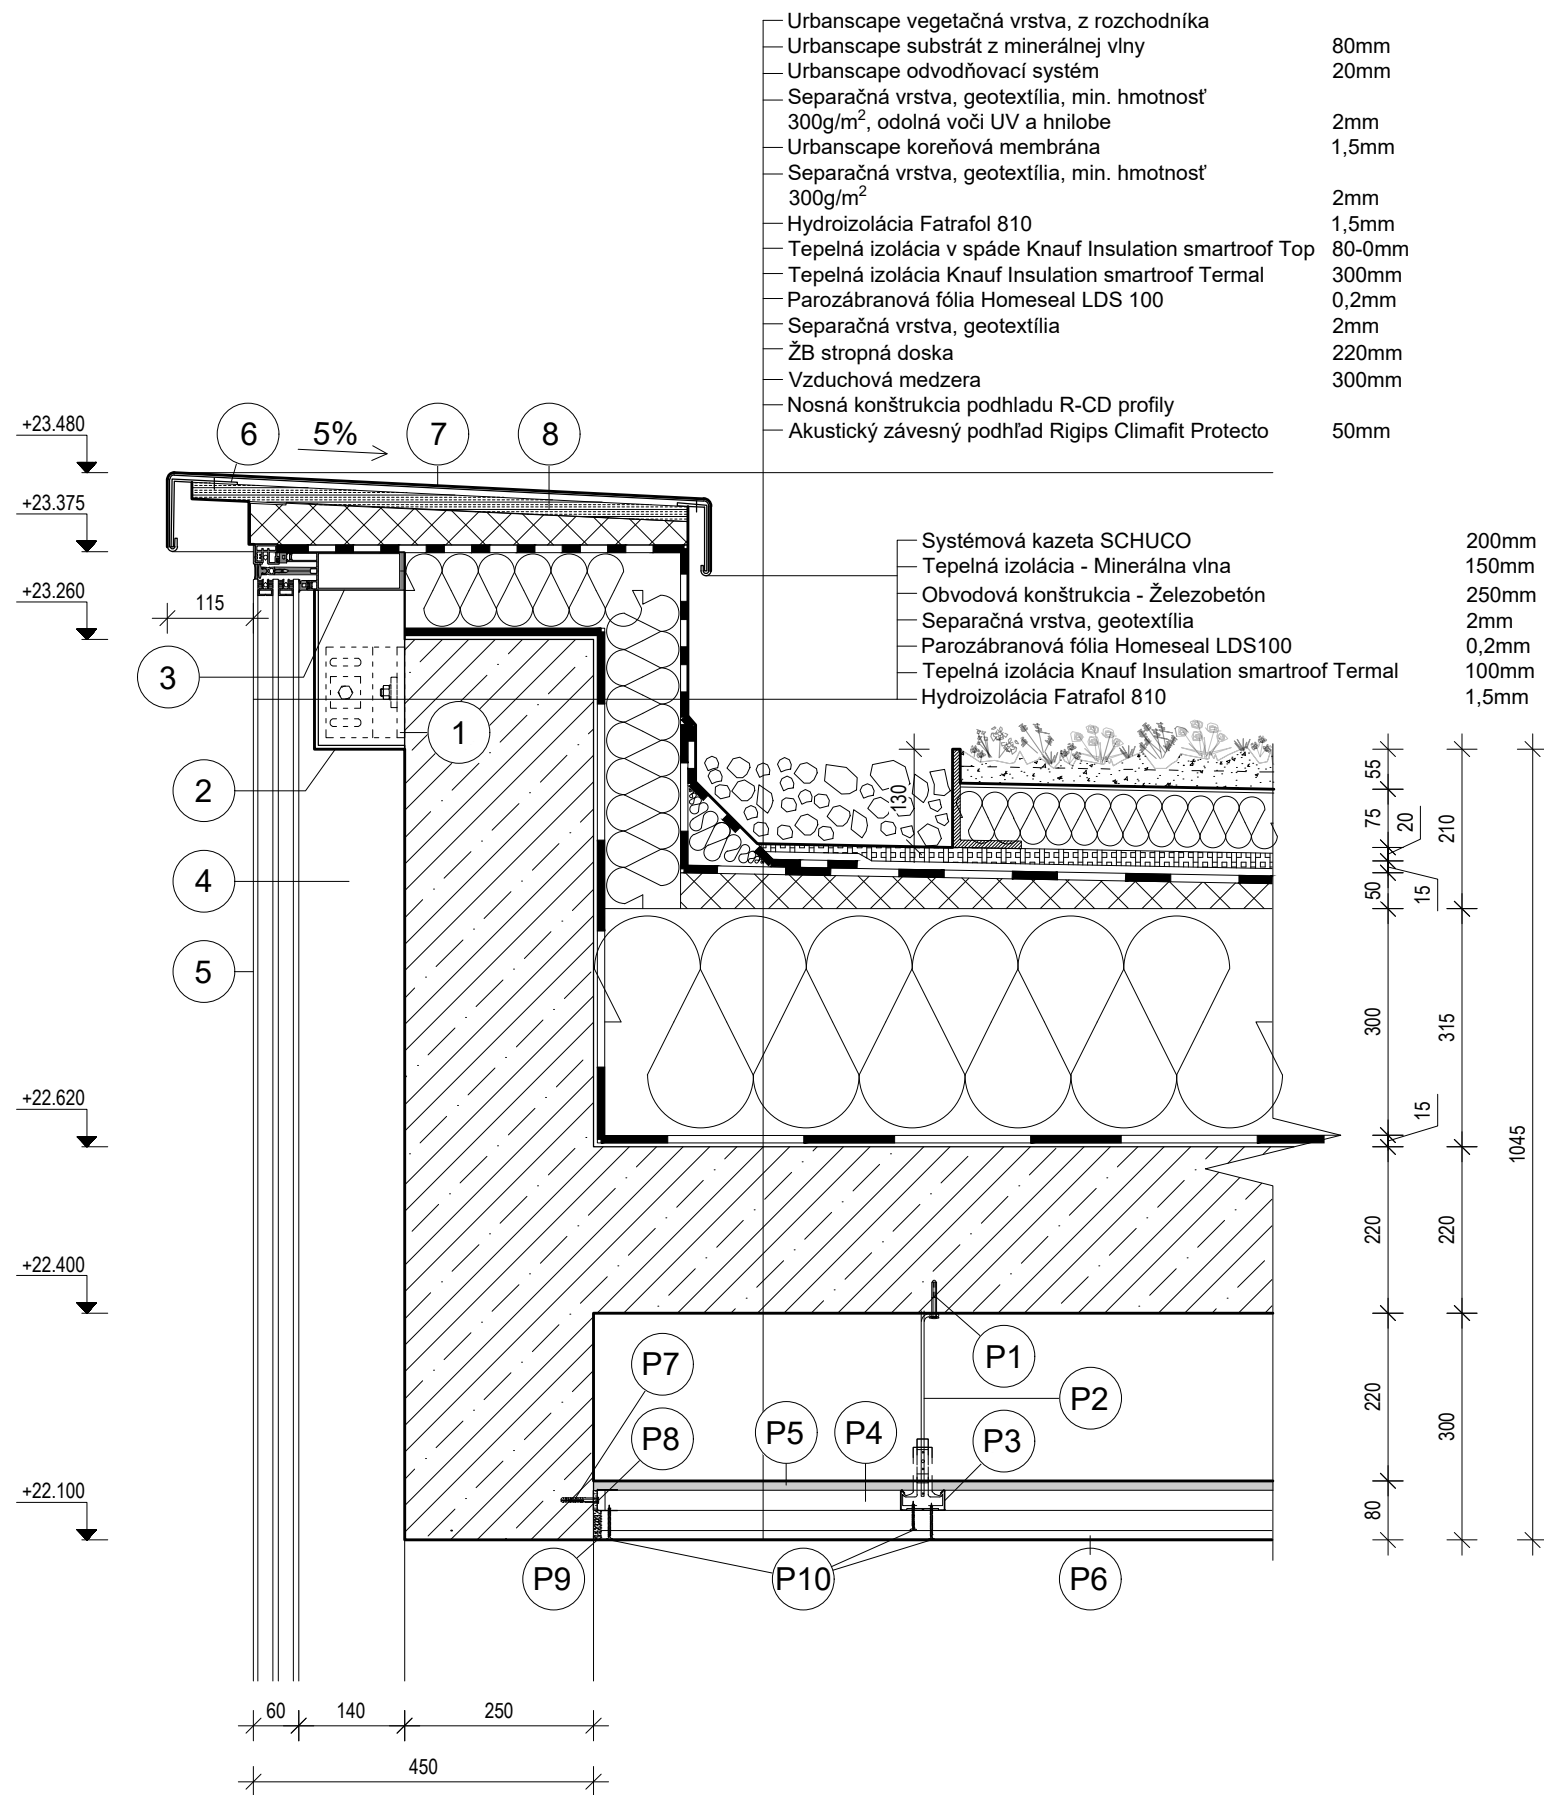 Urbanscape vegetačná vrstva, z rozchodníka
Urbanscape substrát z minerálnej vlny 80mm
Urbanscape odvodňovací systém 20mm
Separačná vrstva, geotextília, min. hmotnosť
300g/m², odolná voči UV a hnilobe 2mm
Urbanscape koreňová membrána 1,5mm
Separačná vrstva, geotextília, min. hmotnosť
300g/m² 2mm
Hydroizolácia Fatrafol 810 1,5mm
Tepelná izolácia v spáde Knauf Insulation smartroof Top 80-0mm
Tepelná izolácia Knauf Insulation smartroof Termal 300mm
Parozábranová fólia Homeseal LDS 100 0,2mm
Separačná vrstva, geotextília 2mm
ŽB stropná doska 220mm
Vzduchová medzera 300mm
Nosná konštrukcia podhladu R-CD profily
Akustický závesný podhľad Rigips Climafit Protecto 50mm
+23.480
6
5%
7
8
+23.375
Systémová kazeta SCHUCO 200mm
Tepelná izolácia - Minerálna vlna 150mm
Obvodová konštrukcia - Železobetón 250mm
Separačná vrstva, geotextília 2mm
Parozábranová fólia Homeseal LDS100 0,2mm
Tepelná izolácia Knauf Insulation smartroof Termal 100mm
Hydroizolácia Fatrafol 810 1,5mm
+23.260
115
3
1
2
4
5
130
55
75
20
210
50
15
300
315
15
1045
+22.620
220
220
+22.400
P1
P7
P2
220
300
P8
P5
P4
P3
+22.100
80
P9
P10
P6
60
140
250
450